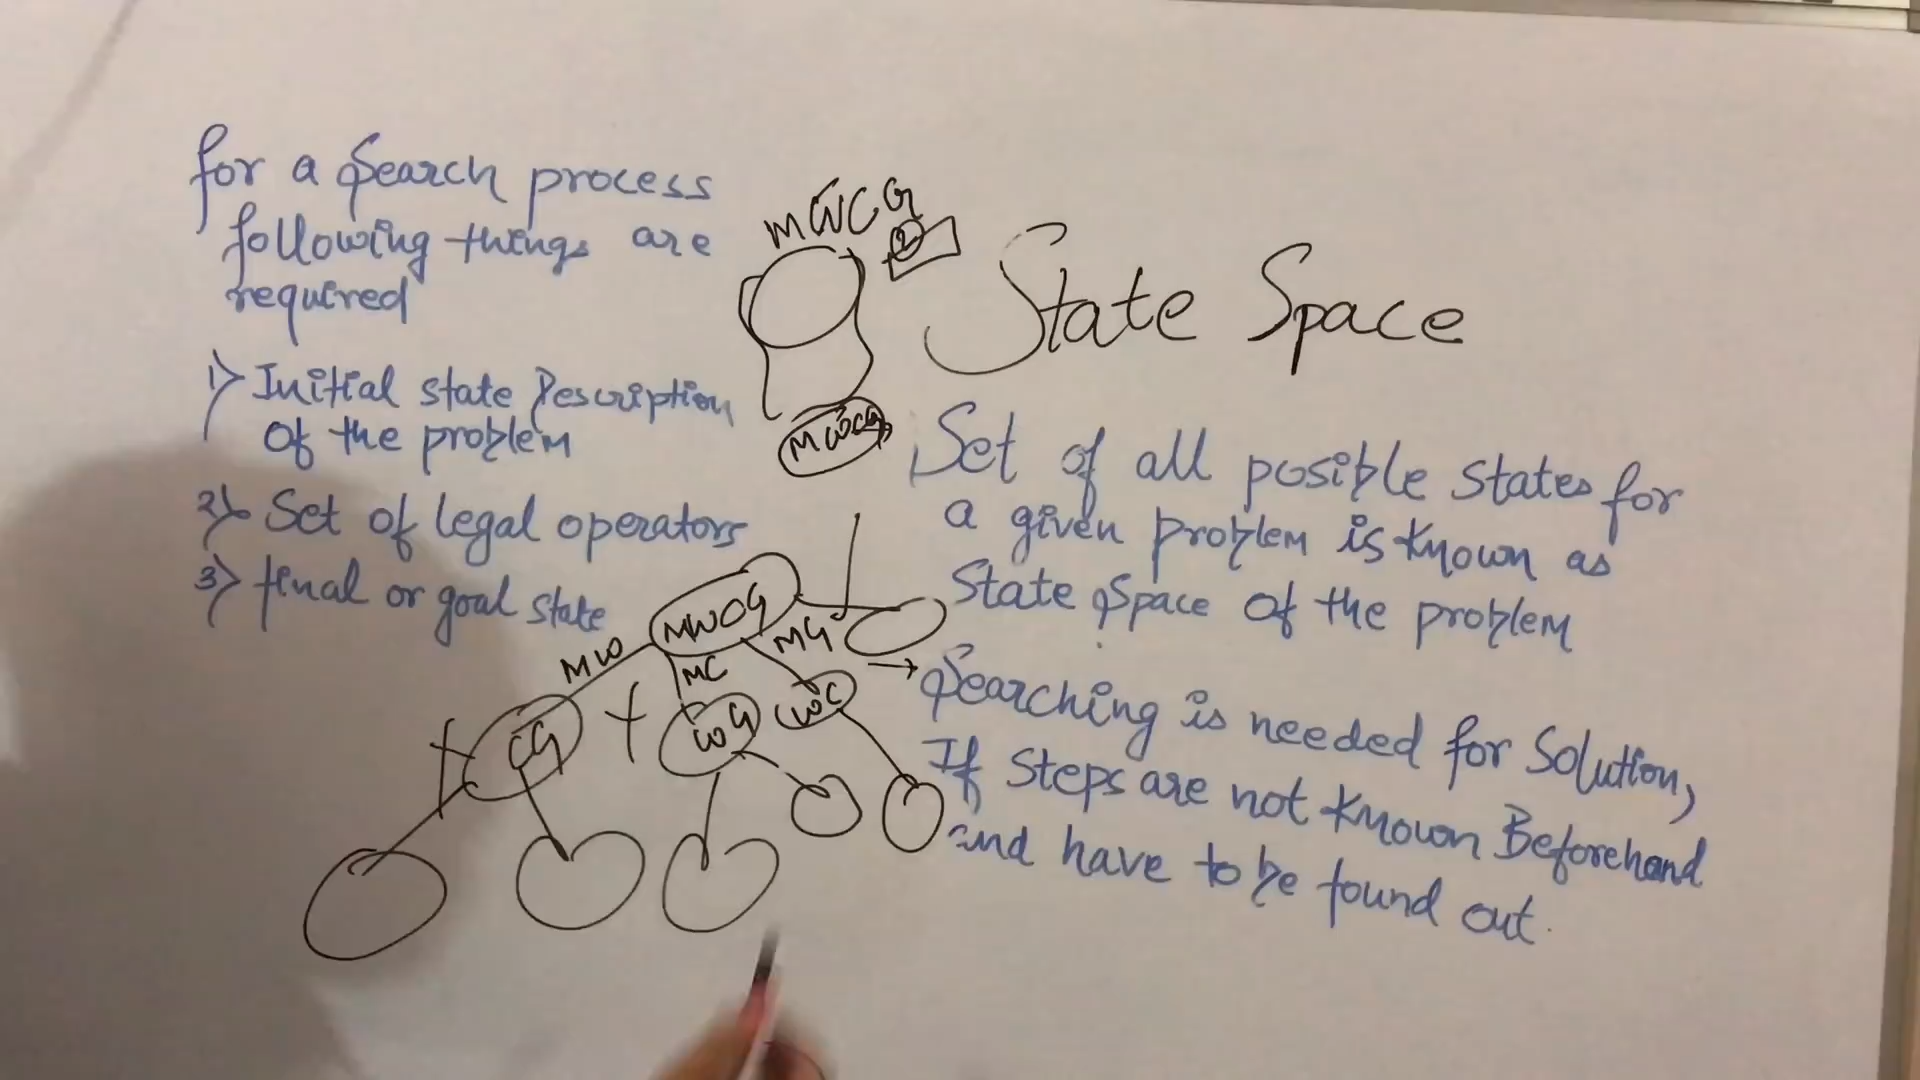 for a Search process
following things are
required
1) Initial state Description
of the problem
2) Set of legal operators
3) final or goal state
MWCG
2
MWCG
State Space
Set of all posible States for
a given problem is known as
State Space of the problem
→ Searching is needed for Solution,
If Steps are not known Beforehand
and have to be found out.
MWCG
MW
MC
MG
CG
WG
WC